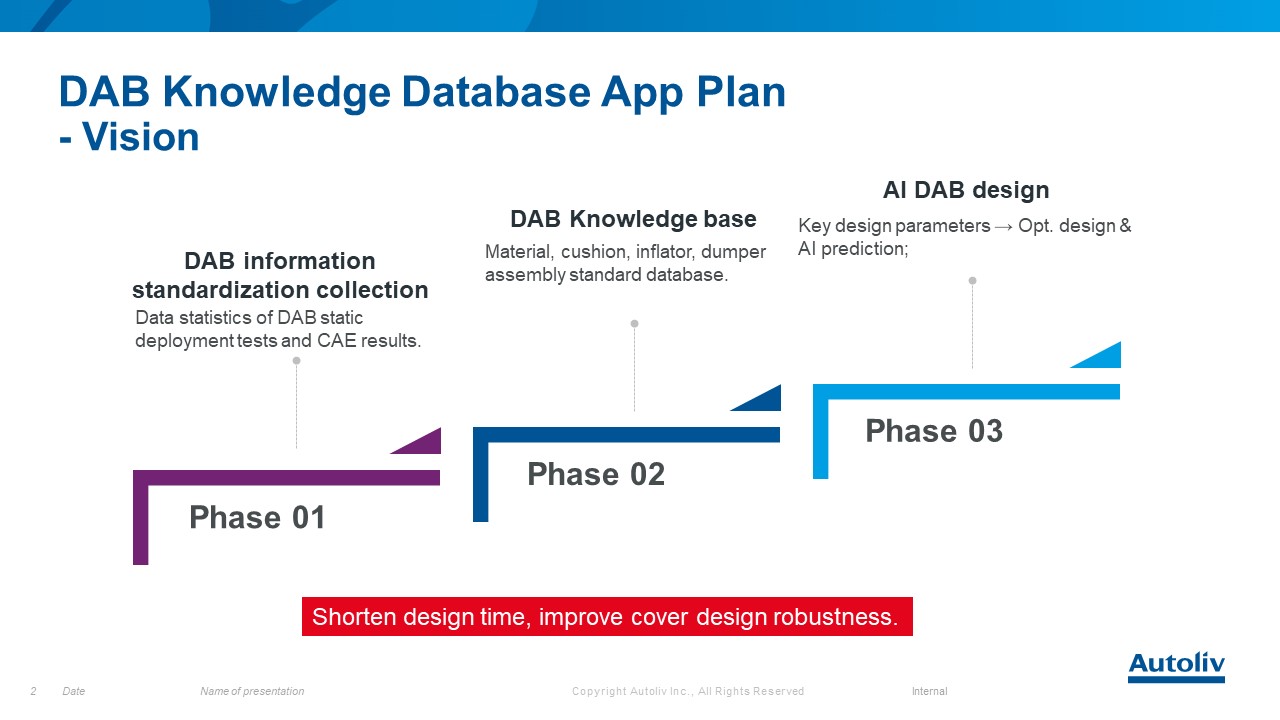 DAB Knowledge Database App Plan
- Vision
AI DAB design
Key design parameters → Opt. design &
AI prediction;
DAB Knowledge base
Material, cushion, inflator, dumper
assembly standard database.
DAB information
standardization collection
Data statistics of DAB static
deployment tests and CAE results.
Phase 01
Phase 02
Phase 03
Shorten design time, improve cover design robustness.
Autoliv
2 Date Name of presentation Copyright Autoliv Inc., All Rights Reserved Internal